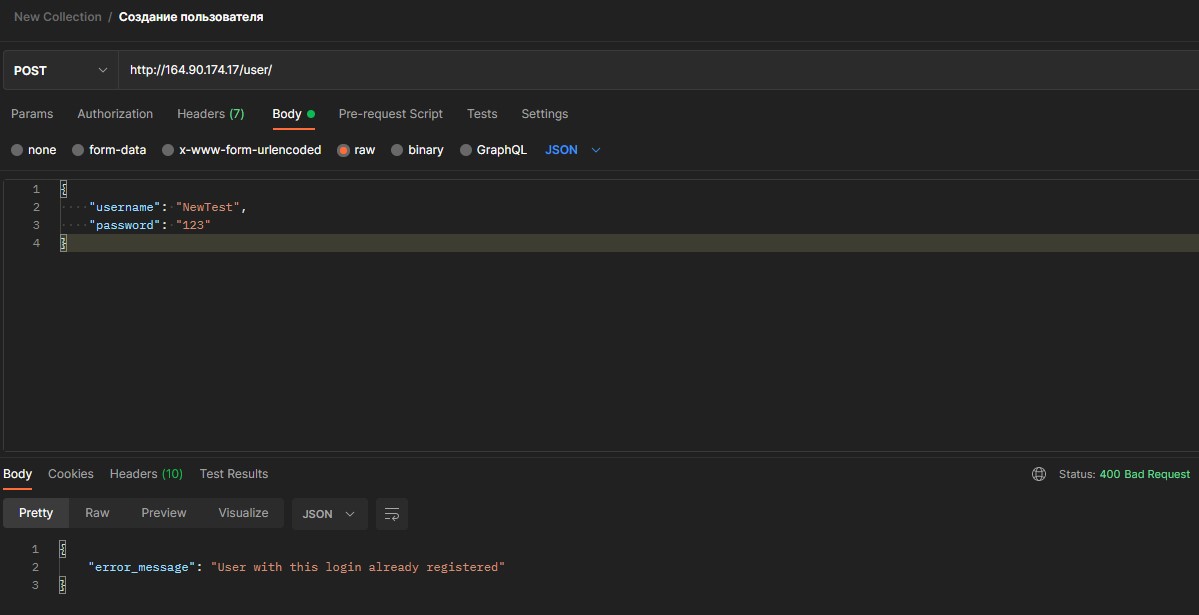 New Collection / Создание пользователя
POST http://164.90.174.17/user/
Params Authorization Headers (7) Body Pre-request Script Tests Settings
none form-data x-www-form-urlencoded raw binary GraphQL JSON
1 {
2 "username": "NewTest",
3 "password": "123"
4 }
Body Cookies Headers (10) Test Results Status: 400 Bad Request
Pretty Raw Preview Visualize JSON
1 {
2 "error_message": "User with this login already registered"
3 }